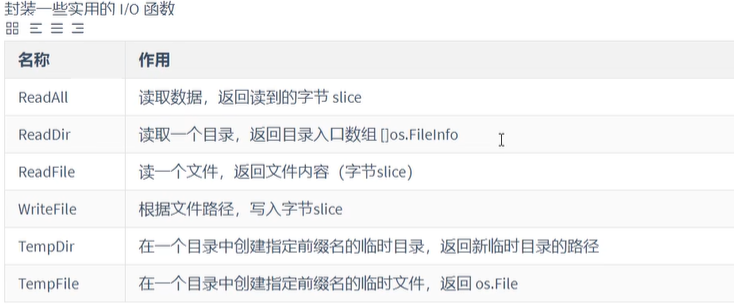 封装一些实用的 I/O 函数
名称 作用
ReadAll 读取数据，返回读到的字节 slice
ReadDir 读取一个目录，返回目录入口数组 []os.FileInfo
ReadFile 读一个文件，返回文件内容（字节slice）
WriteFile 根据文件路径，写入字节slice
TempDir 在一个目录中创建指定前缀名的临时目录，返回新临时目录的路径
TempFile 在一个目录中创建指定前缀名的临时文件，返回 os.File